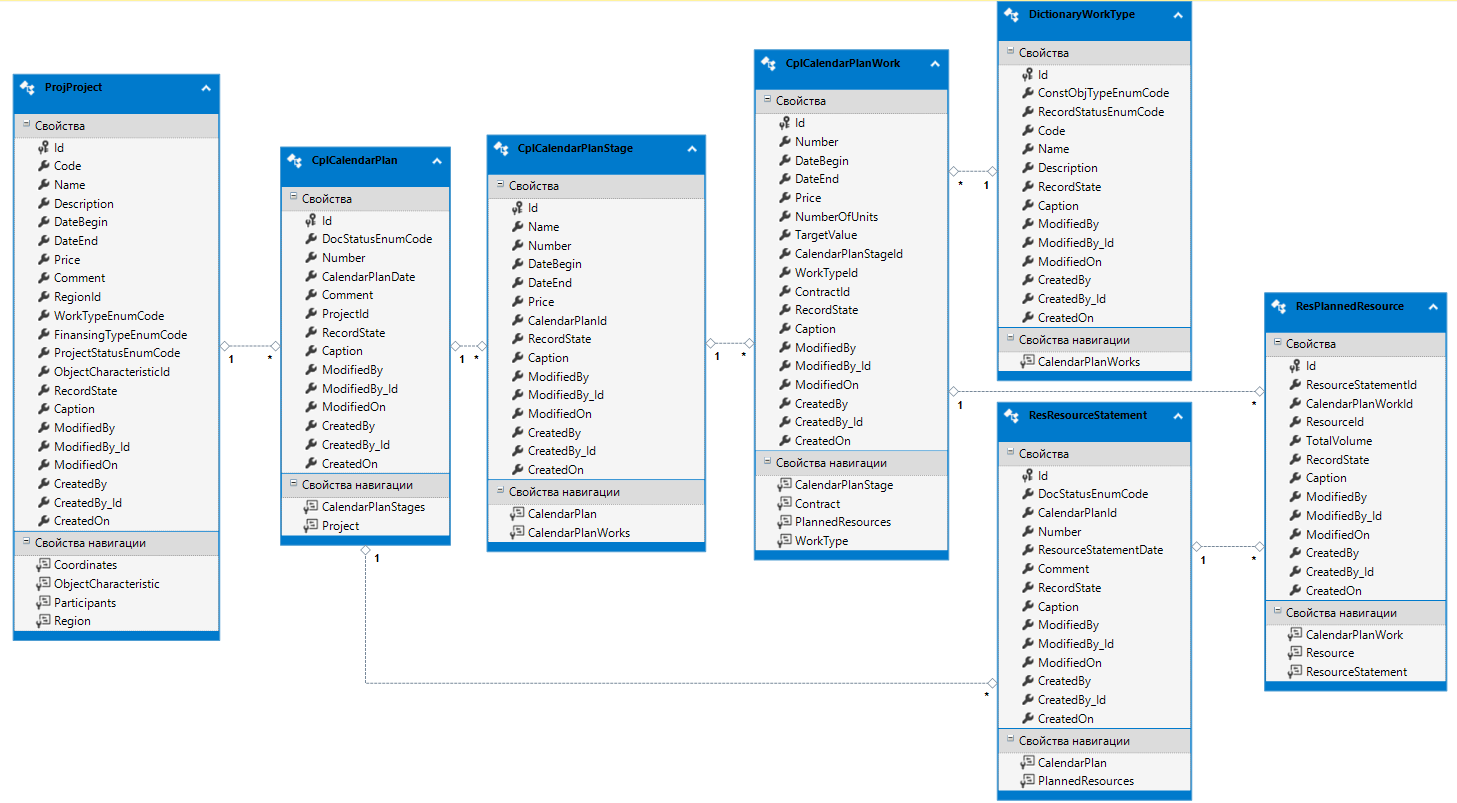 ProjProject
Свойства
Id
Code
Name
Description
DateBegin
DateEnd
Price
Comment
RegionId
WorkTypeEnumCode
FinansingTypeEnumCode
ProjectStatusEnumCode
ObjectCharacteristicId
RecordState
Caption
ModifiedBy
ModifiedBy_Id
ModifiedOn
CreatedBy
CreatedBy_Id
CreatedOn
Свойства навигации
Coordinates
ObjectCharacteristic
Participants
Region
1
*
CplCalendarPlan
Свойства
Id
DocStatusEnumCode
Number
CalendarPlanDate
Comment
ProjectId
RecordState
Caption
ModifiedBy
ModifiedBy_Id
ModifiedOn
CreatedBy
CreatedBy_Id
CreatedOn
Свойства навигации
CalendarPlanStages
Project
1
*
1
*
CplCalendarPlanStage
Свойства
Id
Name
Number
DateBegin
DateEnd
Price
CalendarPlanId
RecordState
Caption
ModifiedBy
ModifiedBy_Id
ModifiedOn
CreatedBy
CreatedBy_Id
CreatedOn
Свойства навигации
CalendarPlan
CalendarPlanWorks
1
*
CplCalendarPlanWork
Свойства
Id
Number
DateBegin
DateEnd
Price
NumberOfUnits
TargetValue
CalendarPlanStageId
WorkTypeId
ContractId
RecordState
Caption
ModifiedBy
ModifiedBy_Id
ModifiedOn
CreatedBy
CreatedBy_Id
CreatedOn
Свойства навигации
CalendarPlanStage
Contract
PlannedResources
WorkType
*
1
1
*
DictionaryWorkType
Свойства
Id
ConstObjTypeEnumCode
RecordStatusEnumCode
Code
Name
Description
RecordState
Caption
ModifiedBy
ModifiedBy_Id
ModifiedOn
CreatedBy
CreatedBy_Id
CreatedOn
Свойства навигации
CalendarPlanWorks
ResResourceStatement
Свойства
Id
DocStatusEnumCode
CalendarPlanId
Number
ResourceStatementDate
Comment
RecordState
Caption
ModifiedBy
ModifiedBy_Id
ModifiedOn
CreatedBy
CreatedBy_Id
CreatedOn
Свойства навигации
CalendarPlan
PlannedResources
1
*
ResPlannedResource
Свойства
Id
ResourceStatementId
CalendarPlanWorkId
ResourceId
TotalVolume
RecordState
Caption
ModifiedBy
ModifiedBy_Id
ModifiedOn
CreatedBy
CreatedBy_Id
CreatedOn
Свойства навигации
CalendarPlanWork
Resource
ResourceStatement